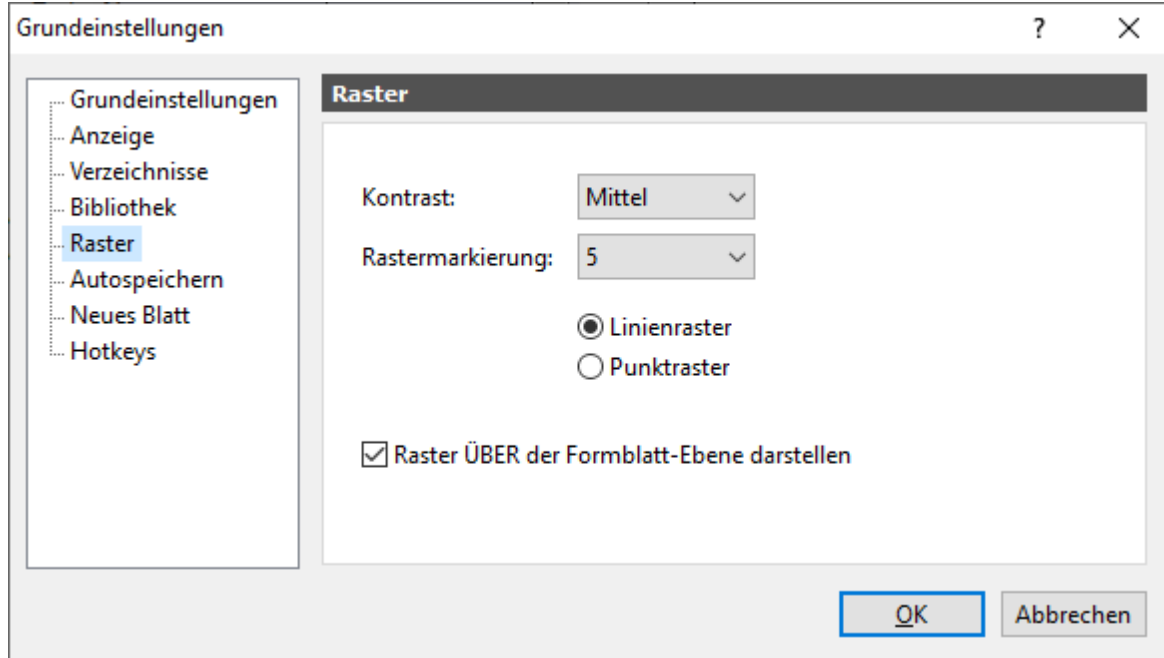 Grundeinstellungen
?
Grundeinstellungen
Anzeige
Verzeichnisse
Bibliothek
Raster
Autospeichern
Neues Blatt
Hotkeys
Raster
Kontrast: Mittel
Rastermarkierung: 5
Linienraster
Punktraster
Raster ÜBER der Formblatt-Ebene darstellen
OK Abbrechen